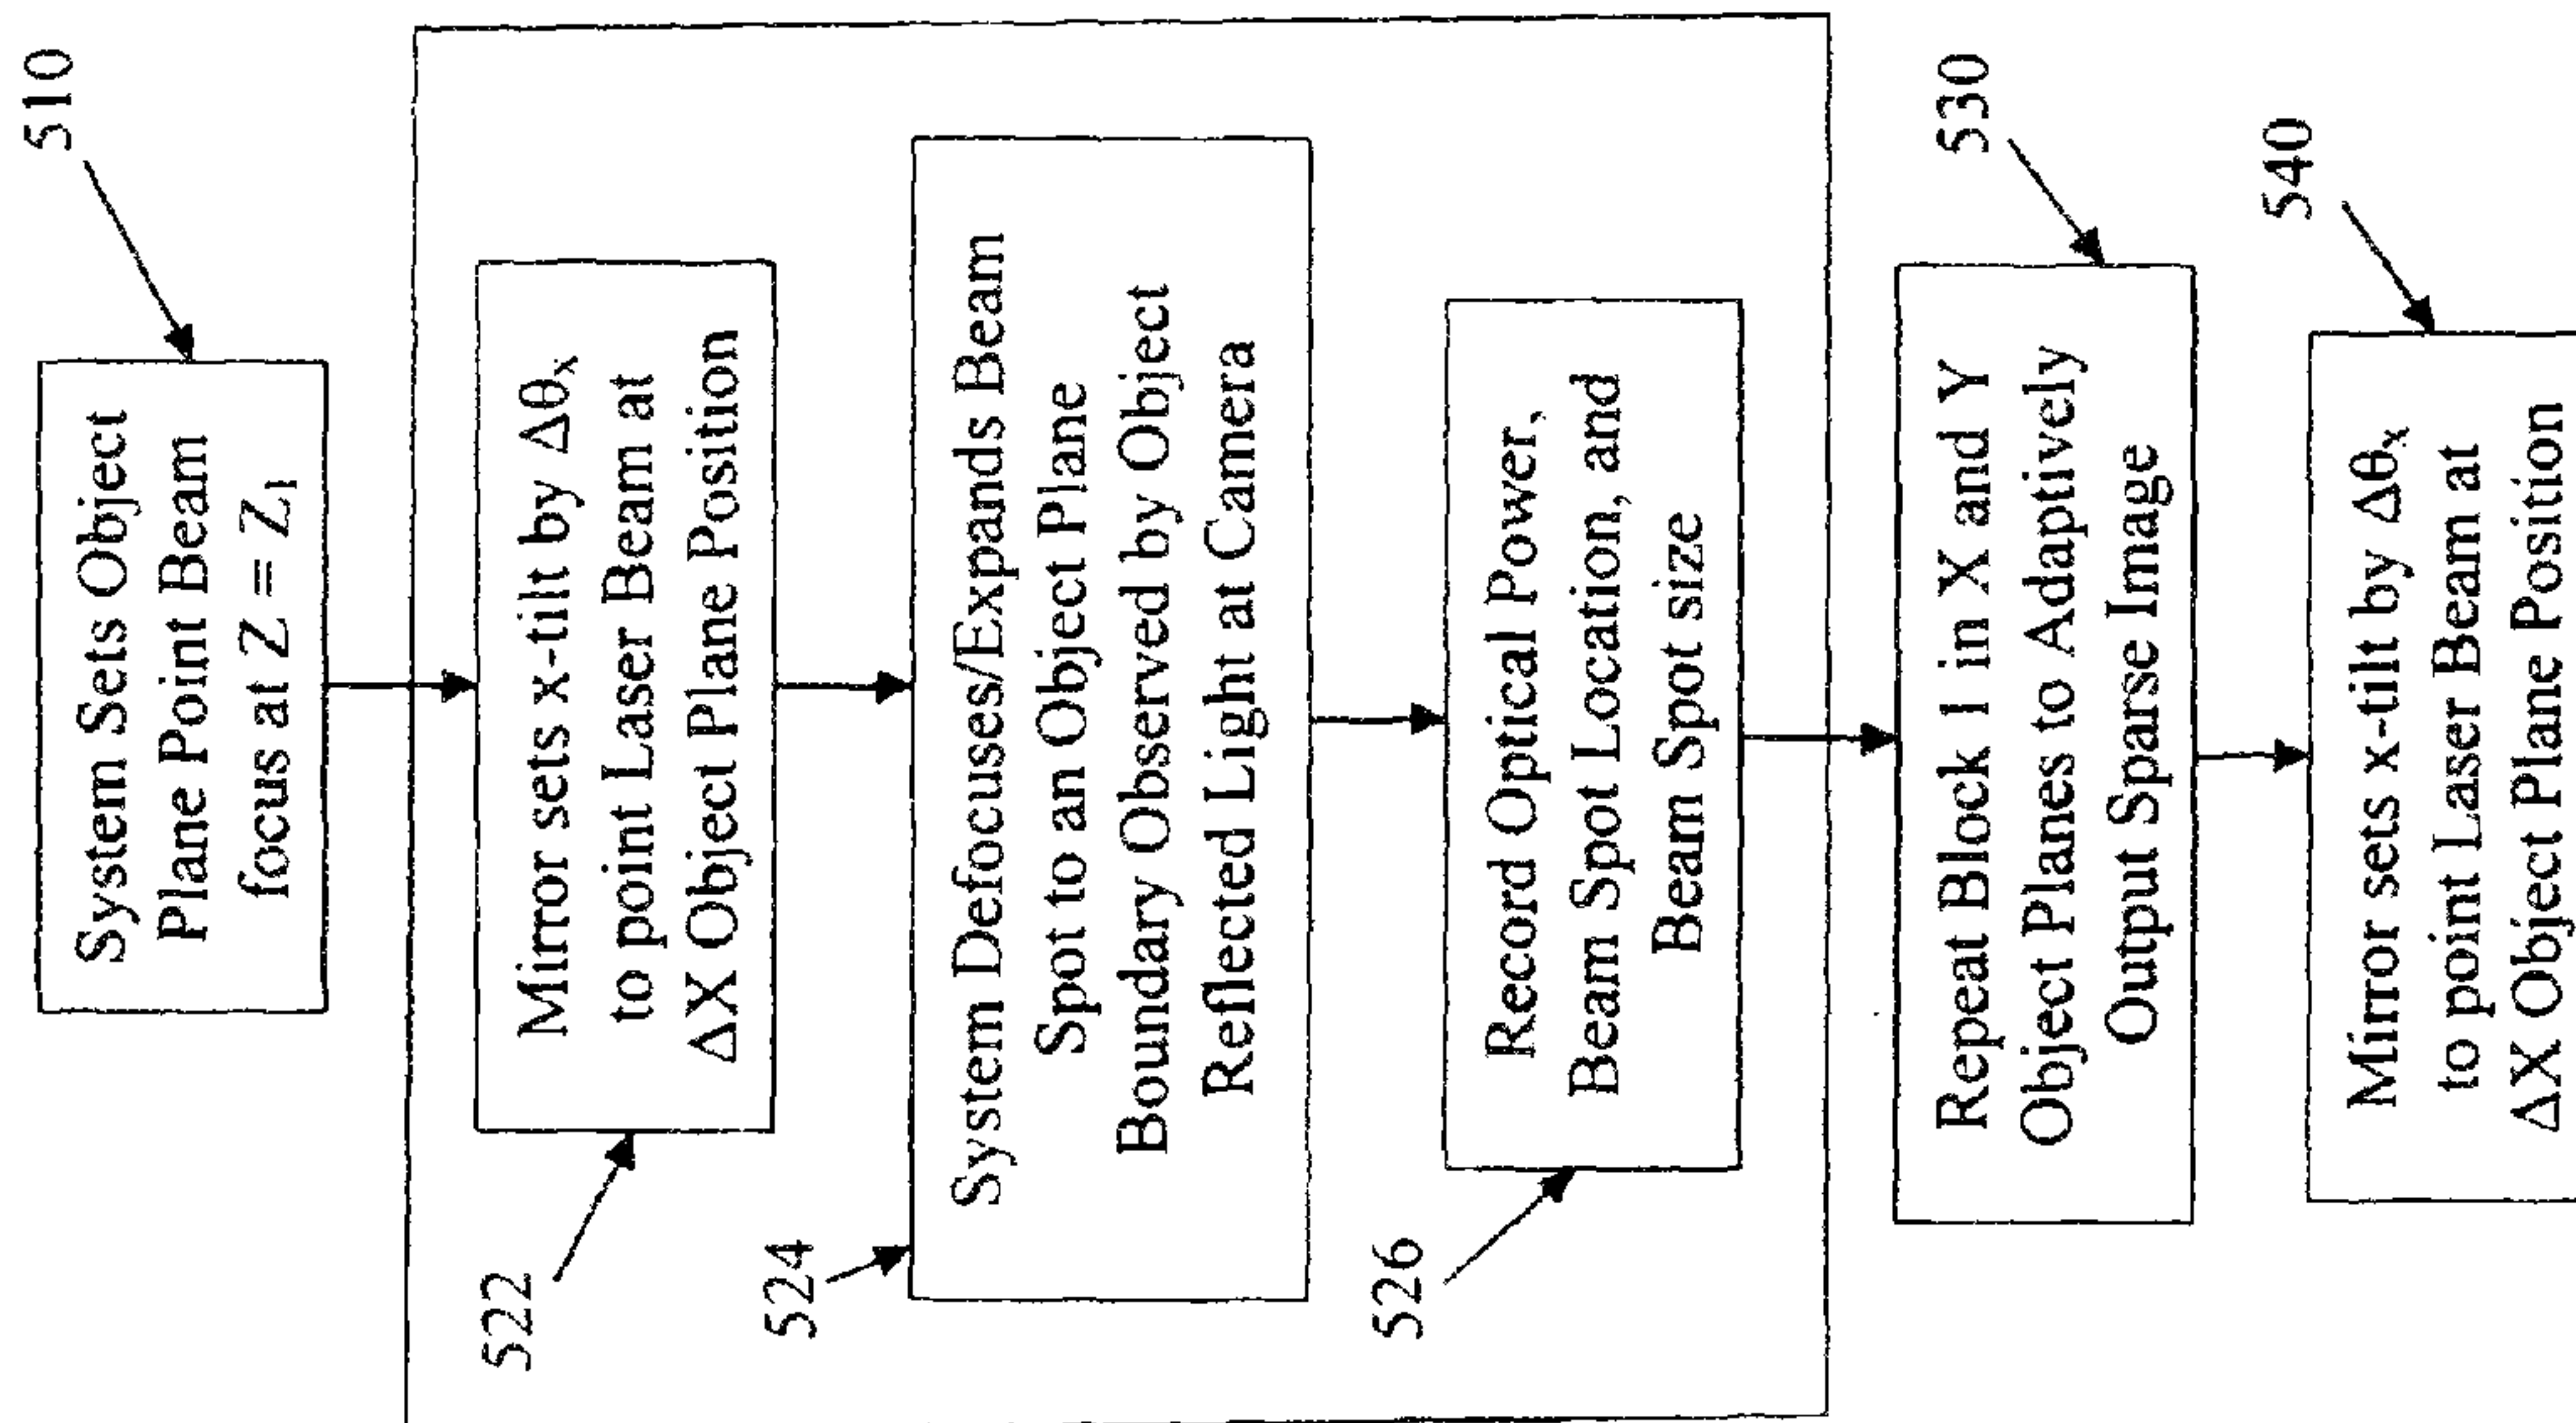 510
System Sets Object
Plane Point Beam
focus at Z = Z₁
522
Mirror sets x-tilt by Δθₓ
to point Laser Beam at
ΔX Object Plane Position
524
System Defocuses/Expands Beam
Spot to an Object Plane
Boundary Observed by Object
Reflected Light at Camera
526
Record Optical Power,
Beam Spot Location, and
Beam Spot size
530
Repeat Block 1 in X and Y
Object Planes to Adaptively
Output Sparse Image
540
Mirror sets x-tilt by Δθₓ
to point Laser Beam at
ΔX Object Plane Position